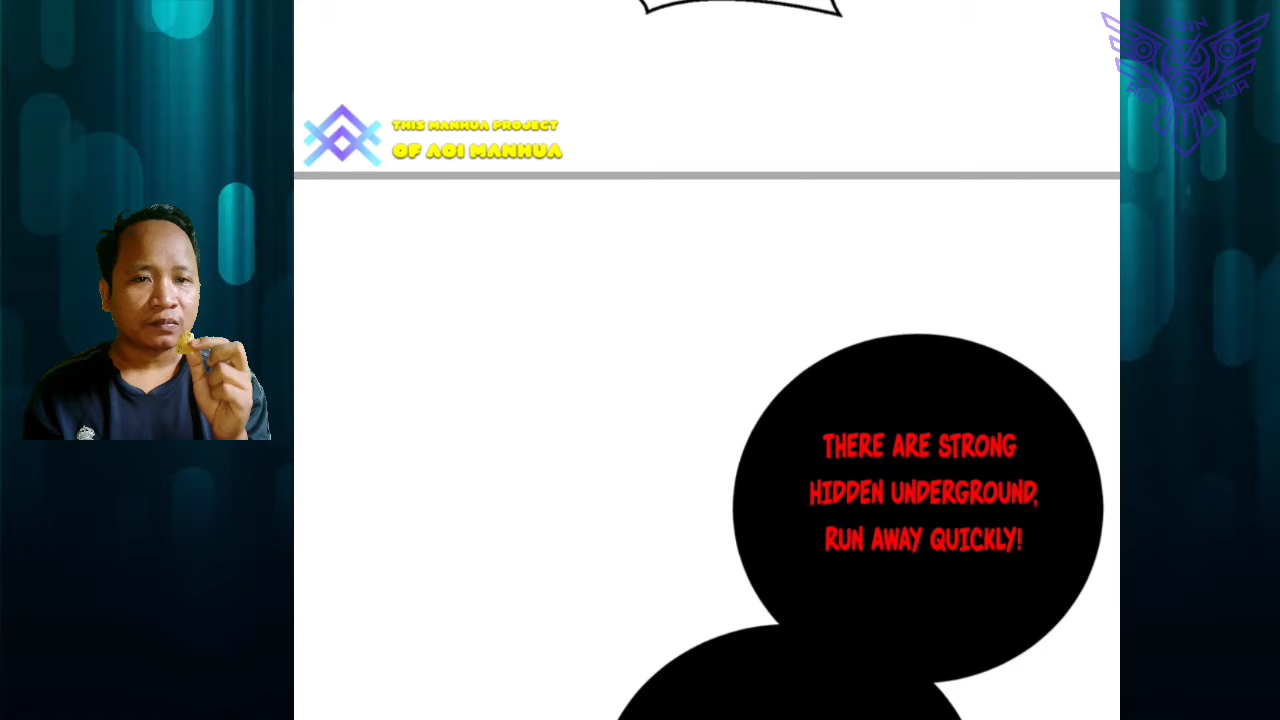 THIS MANHUA PROJECT
OF AOI MANHUA
THERE ARE STRONG
HIDDEN UNDERGROUND,
RUN AWAY QUICKLY!